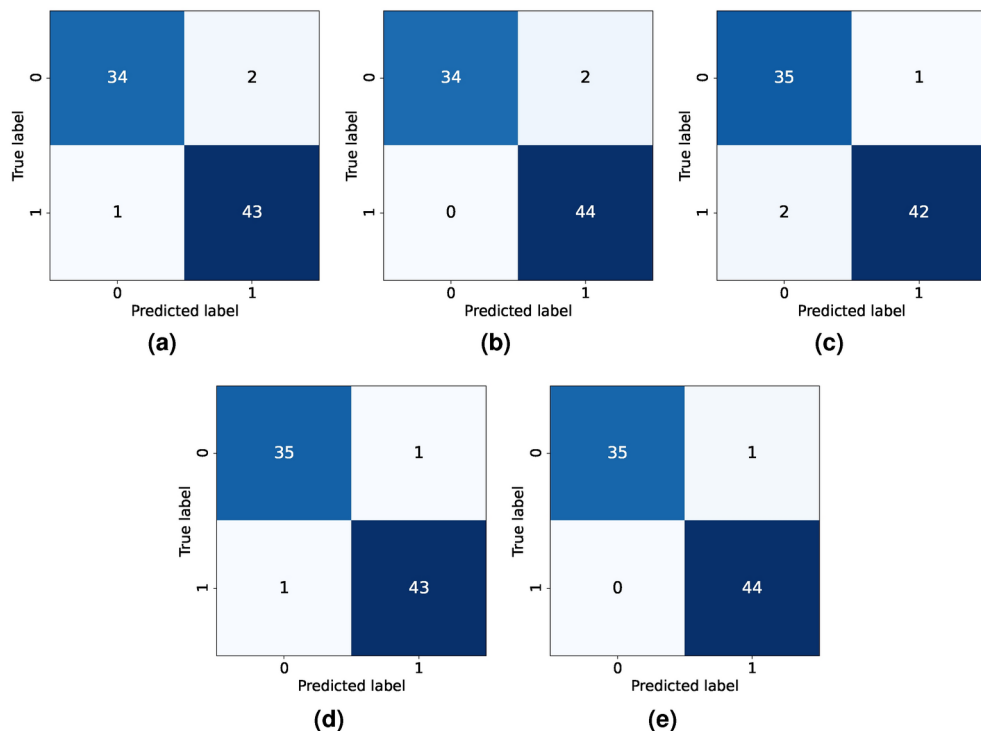 0 34 2
True label
1 1 43
0 1
Predicted label
(a)
0 34 2
True label
1 0 44
0 1
Predicted label
(b)
0 35 1
True label
1 2 42
0 1
Predicted label
(c)
0 35 1
True label
1 1 43
0 1
Predicted label
(d)
0 35 1
True label
1 0 44
0 1
Predicted label
(e)